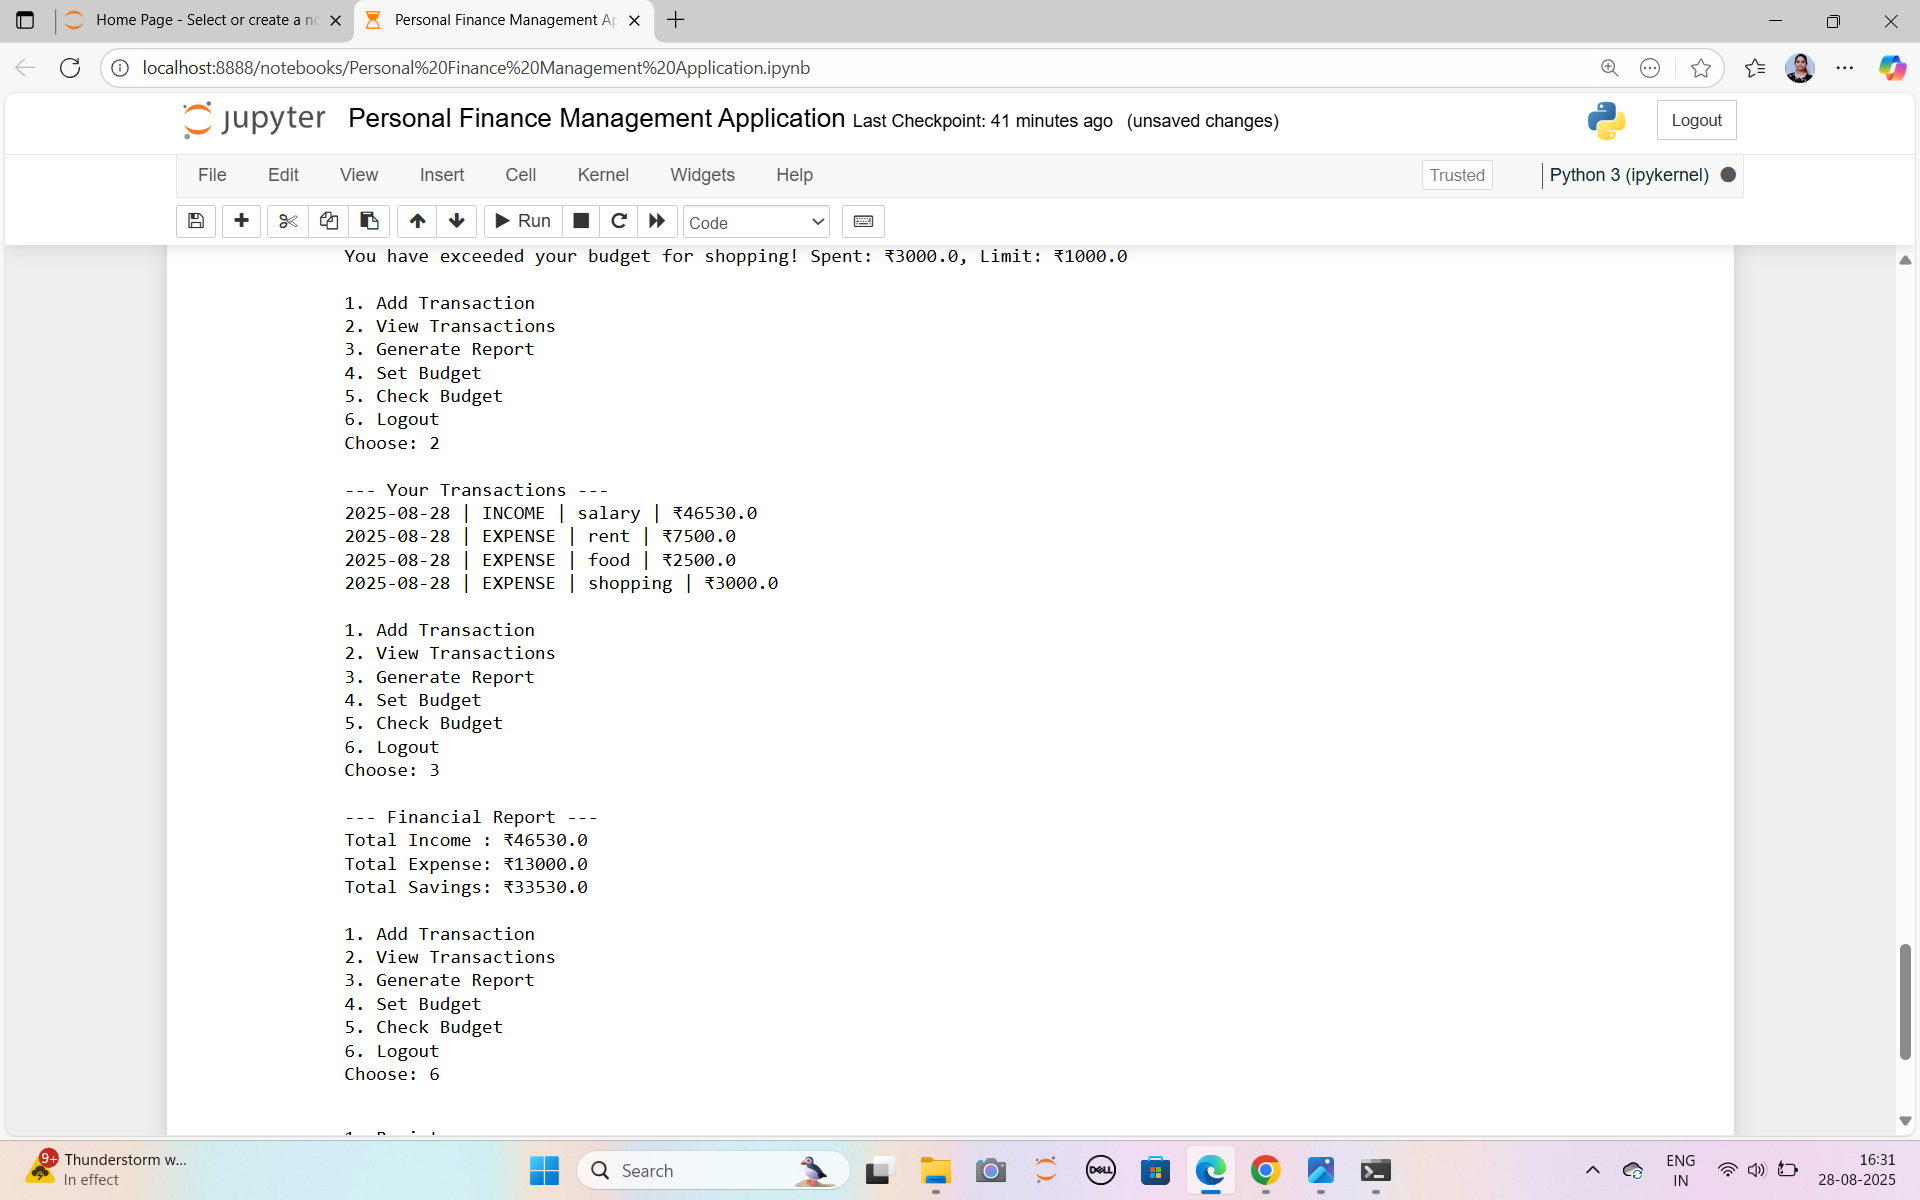 Home Page - Select or create a n
Personal Finance Management A
localhost:8888/notebooks/Personal%20Finance%20Management%20Application.ipynb
jupyter Personal Finance Management Application Last Checkpoint: 41 minutes ago (unsaved changes)
Logout
File Edit View Insert Cell Kernel Widgets Help
Trusted
Python 3 (ipykernel)
Run
Code
You have exceeded your budget for shopping! Spent: ₹3000.0, Limit: ₹1000.0
1. Add Transaction
2. View Transactions
3. Generate Report
4. Set Budget
5. Check Budget
6. Logout
Choose: 2
--- Your Transactions ---
2025-08-28 | INCOME | salary | ₹46530.0
2025-08-28 | EXPENSE | rent | ₹7500.0
2025-08-28 | EXPENSE | food | ₹2500.0
2025-08-28 | EXPENSE | shopping | ₹3000.0
1. Add Transaction
2. View Transactions
3. Generate Report
4. Set Budget
5. Check Budget
6. Logout
Choose: 3
--- Financial Report ---
Total Income : ₹46530.0
Total Expense: ₹13000.0
Total Savings: ₹33530.0
1. Add Transaction
2. View Transactions
3. Generate Report
4. Set Budget
5. Check Budget
6. Logout
Choose: 6
9+
Thunderstorm w...
In effect
Search
DELL
ENG
IN
16:31
28-08-2025